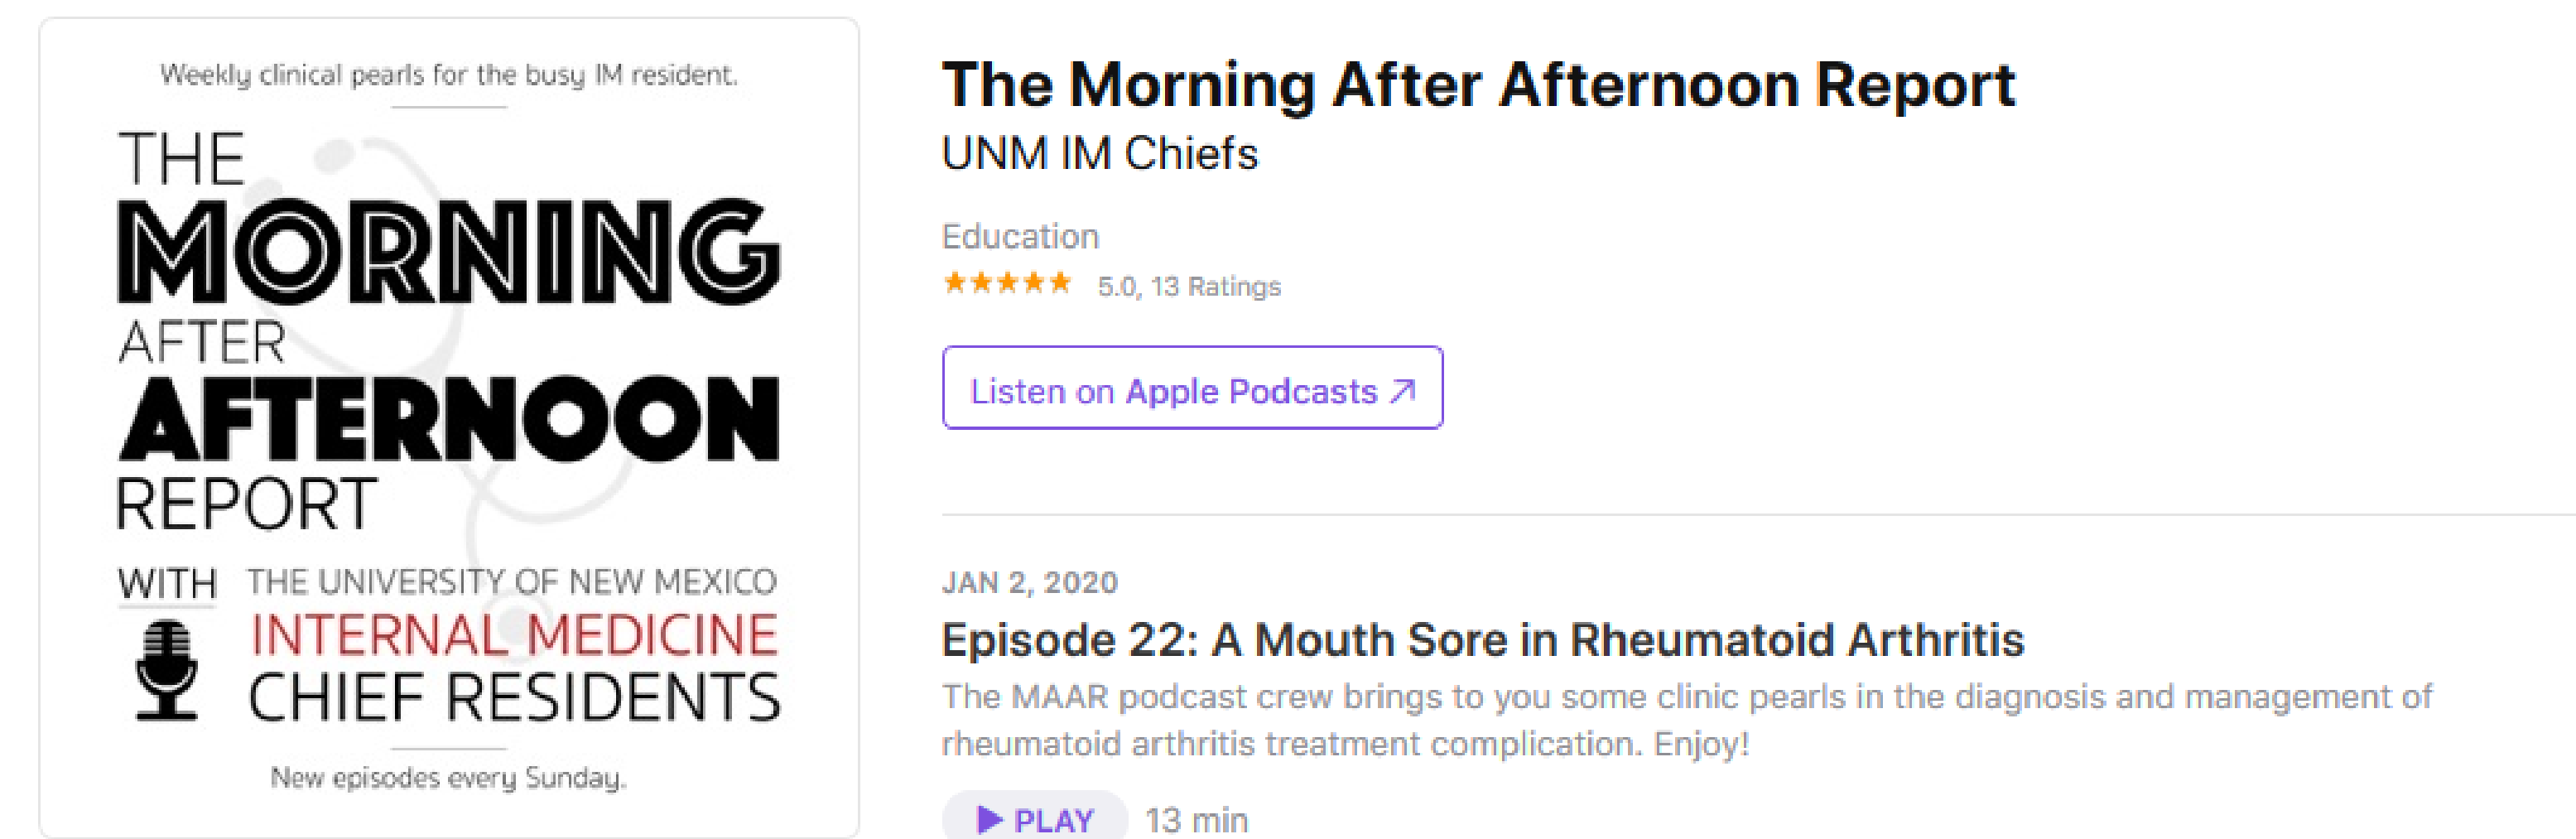 Weekly clinical pearls for the busy IM resident.
THE
MORNING
AFTER
AFTERNOON
REPORT
WITH THE UNIVERSITY OF NEW MEXICO
INTERNAL MEDICINE
CHIEF RESIDENTS
New episodes every Sunday.
The Morning After Afternoon Report
UNM IM Chiefs
Education
★★★★★ 5.0, 13 Ratings
Listen on Apple Podcasts ↗
JAN 2, 2020
Episode 22: A Mouth Sore in Rheumatoid Arthritis
The MAAR podcast crew brings to you some clinic pearls in the diagnosis and management of
rheumatoid arthritis treatment complication. Enjoy!
▶ PLAY 13 min